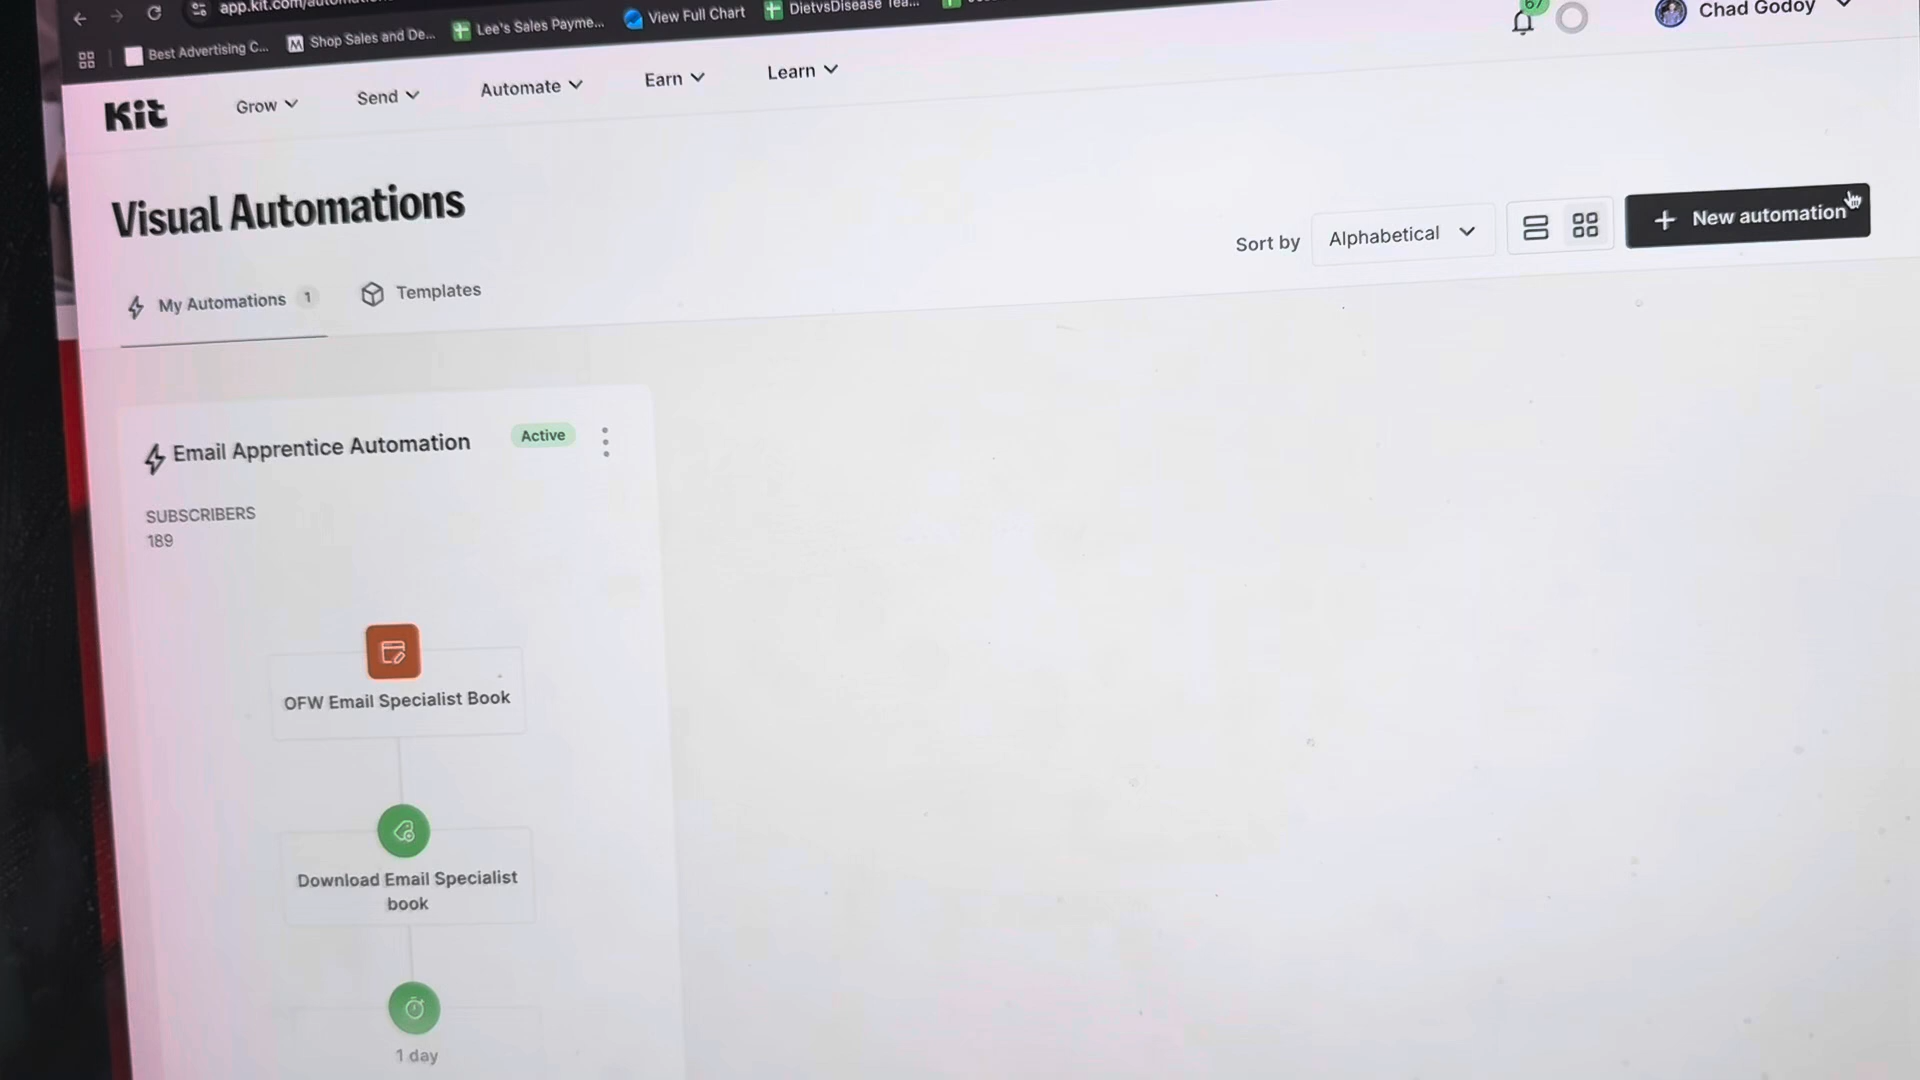 app.kit.com/
Best Advertising C...
Shop Sales and De...
Lee's Sales Payme...
View Full Chart
DietvsDisease Tea...
Kit
Grow
Send
Automate
Earn
Learn
67
Chad Godoy
Visual Automations
Sort by
Alphabetical
New automation
My Automations 1
Templates
Email Apprentice Automation
Active
SUBSCRIBERS
189
OFW Email Specialist Book
Download Email Specialist
book
1 day